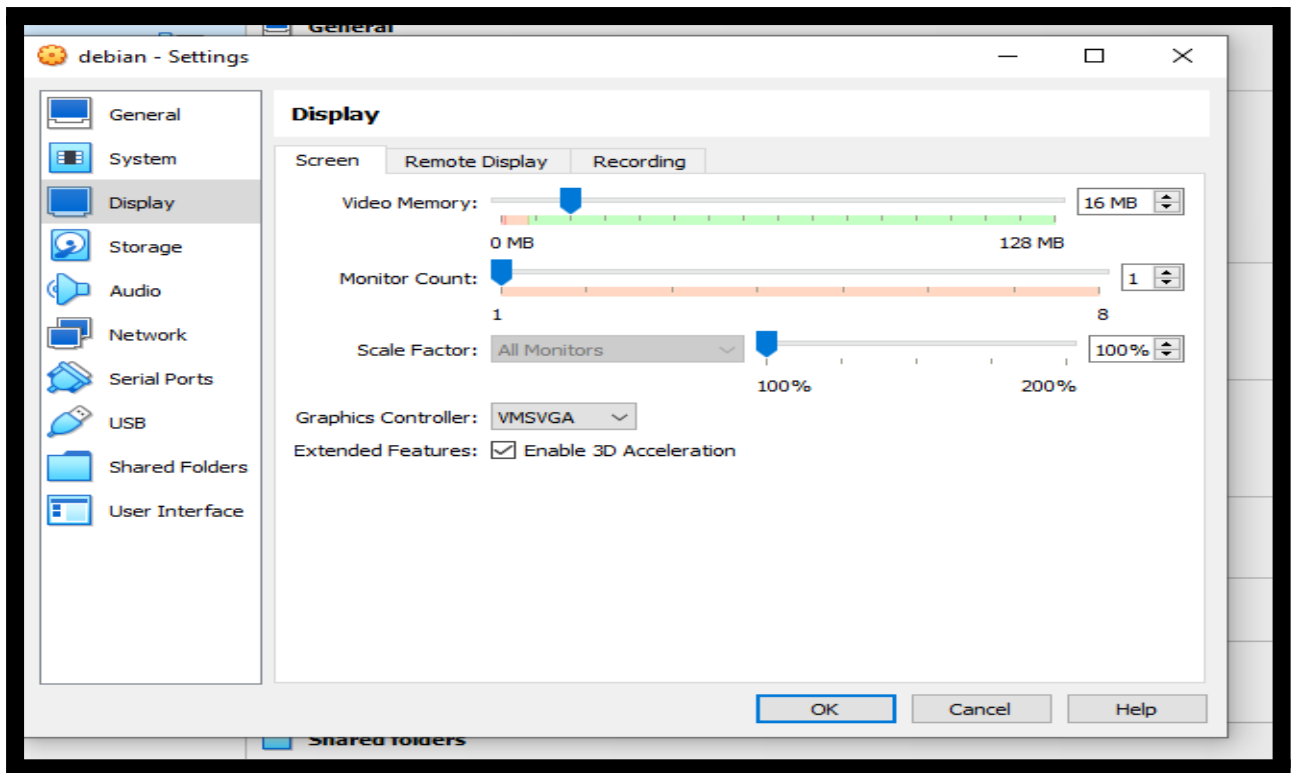 General
debian - Settings
General
System
Display
Storage
Audio
Network
Serial Ports
USB
Shared Folders
User Interface
Display
Screen Remote Display Recording
Video Memory: 16 MB
0 MB 128 MB
Monitor Count: 1
1 8
Scale Factor: All Monitors 100%
100% 200%
Graphics Controller: VMSVGA
Extended Features: Enable 3D Acceleration
OK Cancel Help
Shared folders